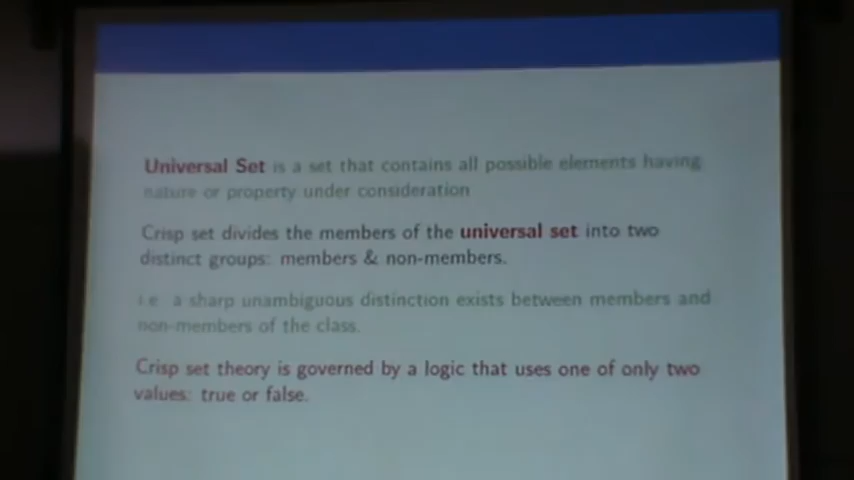 Universal Set is a set that contains all possible elements having
nature or property under consideration
Crisp set divides the members of the universal set into two
distinct groups: members & non-members.
i.e. a sharp unambiguous distinction exists between members and
non-members of the class.
Crisp set theory is governed by a logic that uses one of only two
values: true or false.